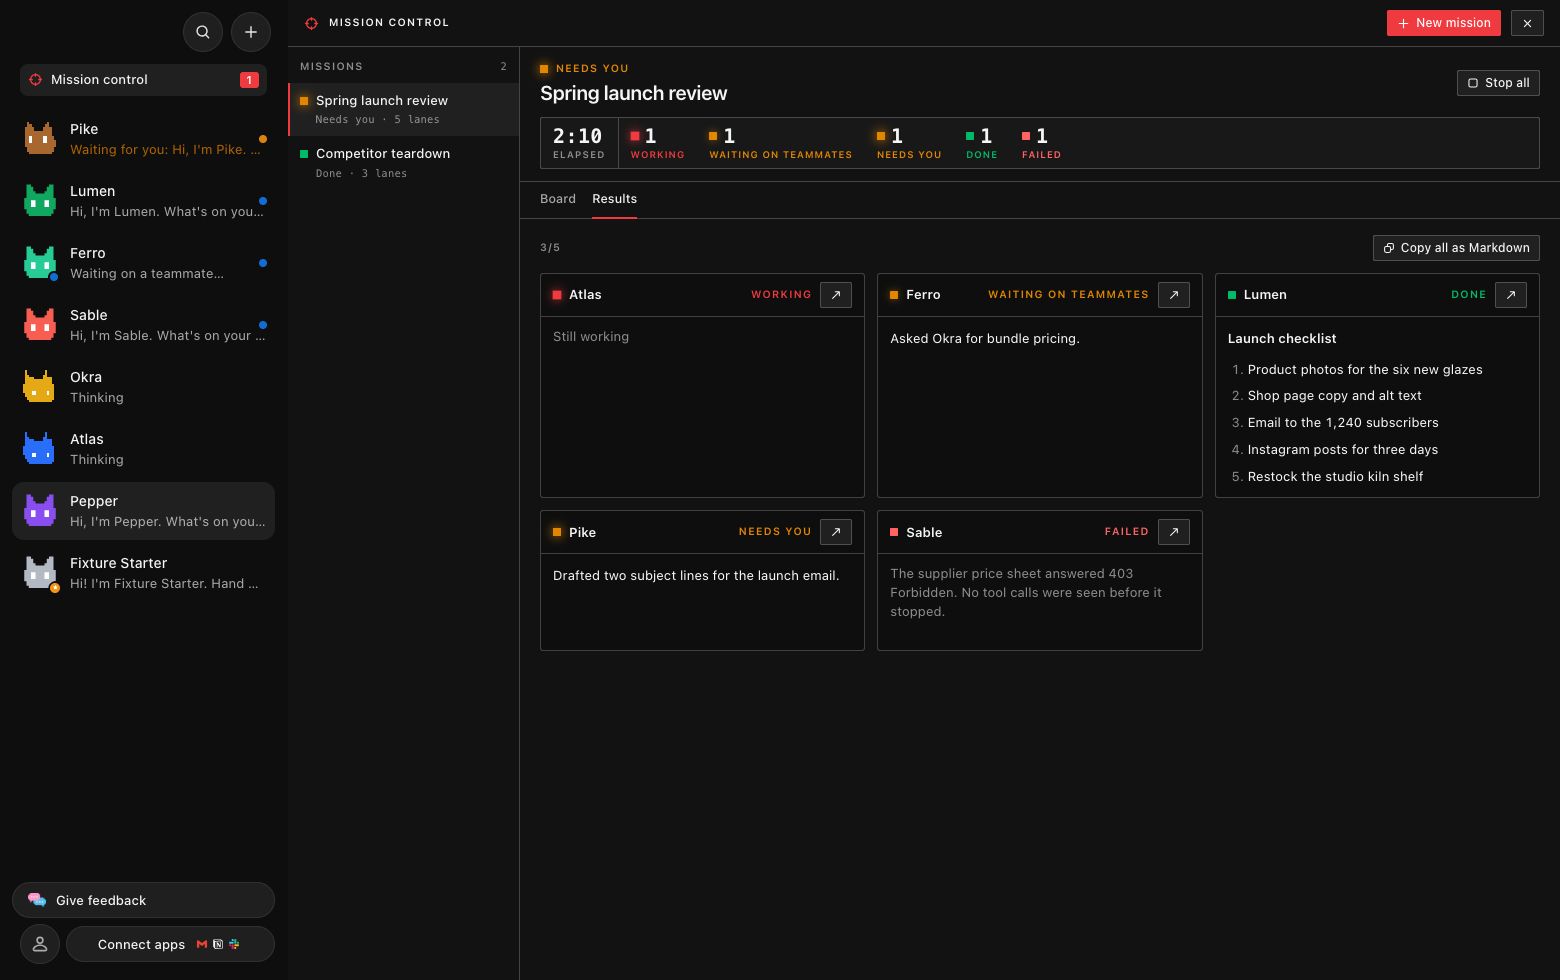 Mission control
1
Pike
Waiting for you: Hi, I'm Pike. ...
Lumen
Hi, I'm Lumen. What's on you...
Ferro
Waiting on a teammate...
Sable
Hi, I'm Sable. What's on your ...
Okra
Thinking
Atlas
Thinking
Pepper
Hi, I'm Pepper. What's on you...
Fixture Starter
Hi! I'm Fixture Starter. Hand ...
Give feedback
Connect apps
MISSION CONTROL
New mission
MISSIONS 2
Spring launch review
Needs you · 5 lanes
Competitor teardown
Done · 3 lanes
NEEDS YOU
Spring launch review
Stop all
2:10 1 1 1 1 1
ELAPSED WORKING WAITING ON TEAMMATES NEEDS YOU DONE FAILED
Board Results
3/5
Copy all as Markdown
Atlas WORKING
Still working
Ferro WAITING ON TEAMMATES
Asked Okra for bundle pricing.
Lumen DONE
Launch checklist
1. Product photos for the six new glazes
2. Shop page copy and alt text
3. Email to the 1,240 subscribers
4. Instagram posts for three days
5. Restock the studio kiln shelf
Pike NEEDS YOU
Drafted two subject lines for the launch email.
Sable FAILED
The supplier price sheet answered 403
Forbidden. No tool calls were seen before it
stopped.